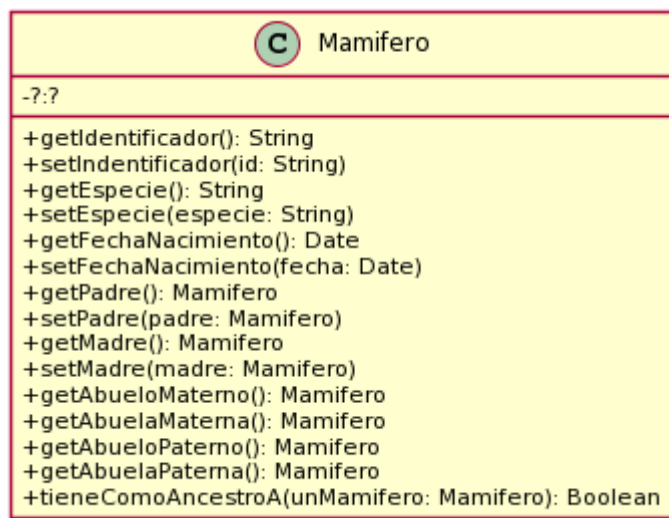 C Mamifero
-?:?
+getIdentificador(): String
+setIndentificador(id: String)
+getEspecie(): String
+setEspecie(especie: String)
+getFechaNacimiento(): Date
+setFechaNacimiento(fecha: Date)
+getPadre(): Mamifero
+setPadre(padre: Mamifero)
+getMadre(): Mamifero
+setMadre(madre: Mamifero)
+getAbueloMaterno(): Mamifero
+getAbuelaMaterna(): Mamifero
+getAbueloPaterno(): Mamifero
+getAbuelaPaterna(): Mamifero
+tieneComoAncestroA(unMamifero: Mamifero): Boolean